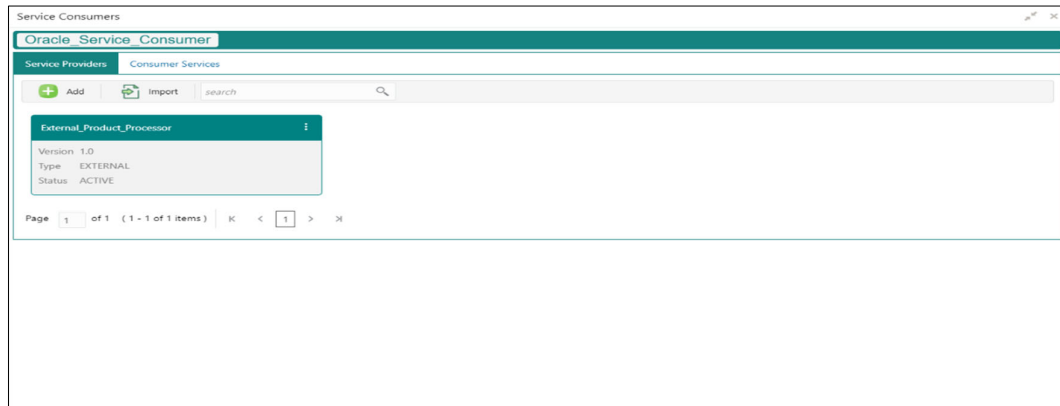 Service Consumers
Oracle_Service_Consumer
Service Providers Consumer Services
Add Import search
External_Product_Processor
Version 1.0
Type EXTERNAL
Status ACTIVE
Page 1 of 1 (1 - 1 of 1 items) K < 1 > >|